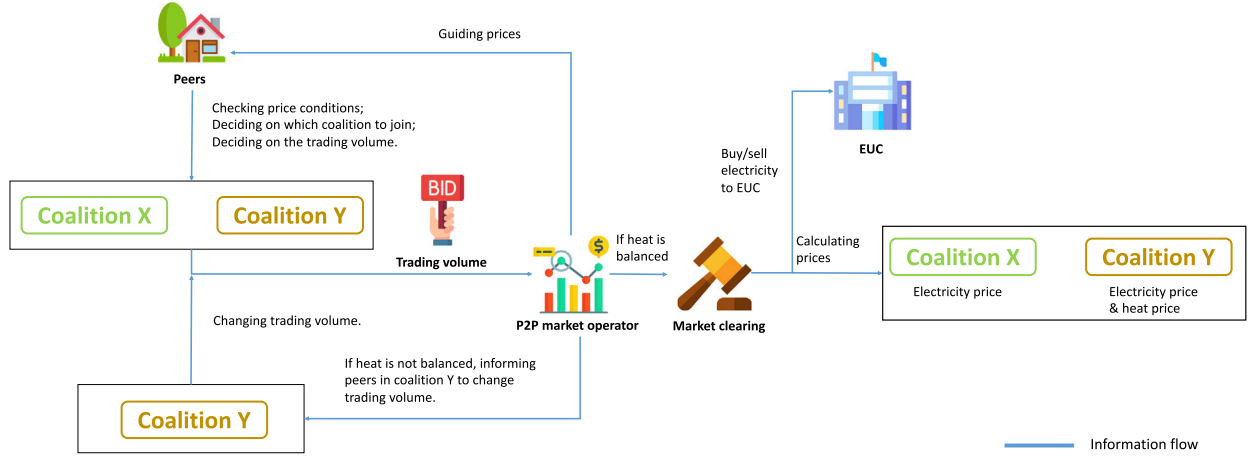 Guiding prices
Peers
Checking price conditions;
Deciding on which coalition to join;
Deciding on the trading volume.
EUC
Buy/sell
electricity
to EUC
BID
Coalition X
Coalition Y
Trading volume
$
If heat is
balanced
Calculating
prices
Coalition X
Coalition Y
Electricity price
Electricity price
& heat price
P2P market operator
Market clearing
Changing trading volume.
If heat is not balanced, informing
peers in coalition Y to change
trading volume.
Coalition Y
Information flow